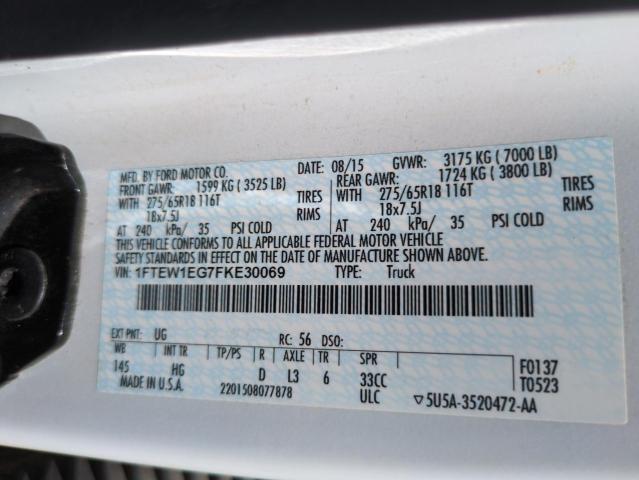 MFD. BY FORD MOTOR CO. DATE: 08/15 GVWR: 3175 KG ( 7000 LB)
FRONT GAWR: 1599 KG ( 3525 LB) REAR GAWR: 1724 KG ( 3800 LB)
WITH 275/65R18 116T TIRES WITH 275/65R18 116T TIRES
18x7.5J RIMS 18x7.5J RIMS
AT 240 kPa/ 35 PSI COLD AT 240 kPa/ 35 PSI COLD
THIS VEHICLE CONFORMS TO ALL APPLICABLE FEDERAL MOTOR VEHICLE
SAFETY STANDARDS IN EFFECT ON THE DATE OF MANUFACTURE SHOWN ABOVE.
VIN: 1FTEW1EG7FKE30069 TYPE: Truck
EXT PNT: UG RC: 56 DSO:
WB INT TR TP/PS R AXLE TR SPR
145 HG D L3 6 33CC F0137
MADE IN U.S.A. 2201508077878 ULC T0523
▽5U5A-3520472-AA